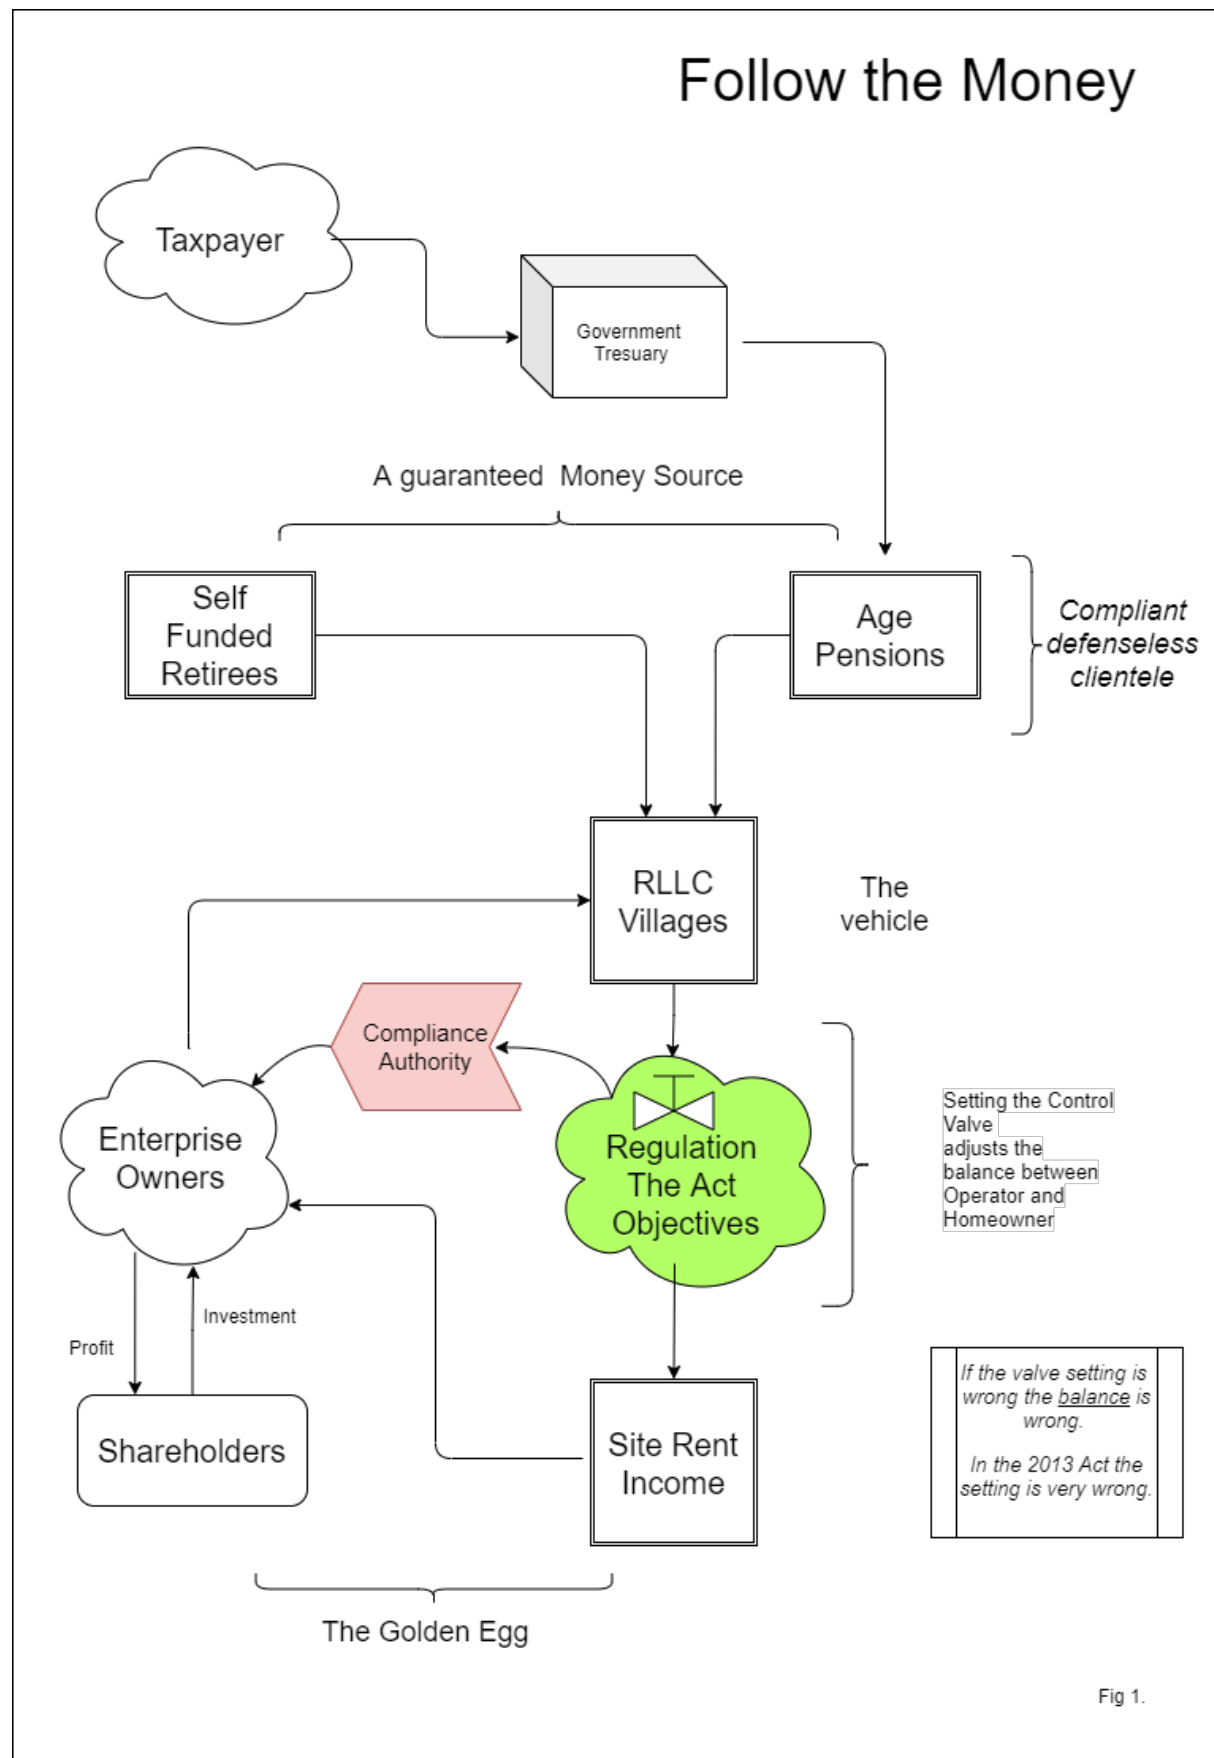 Follow the Money
Taxpayer
Government
Tresuary
A guaranteed  Money Source
Self
Funded
Retirees
Age
Pensions
Compliant
defenseless
clientele
RLLC
Villages
The
vehicle
Compliance
Authority
Enterprise
Owners
Regulation
The Act
Objectives
Setting the Control
Valve
adjusts the
balance between
Operator and
Homeowner
Investment
Profit
Shareholders
Site Rent
Income
If the valve setting is
wrong the balance is
wrong.
In the 2013 Act the
setting is very wrong.
The Golden Egg
Fig 1.